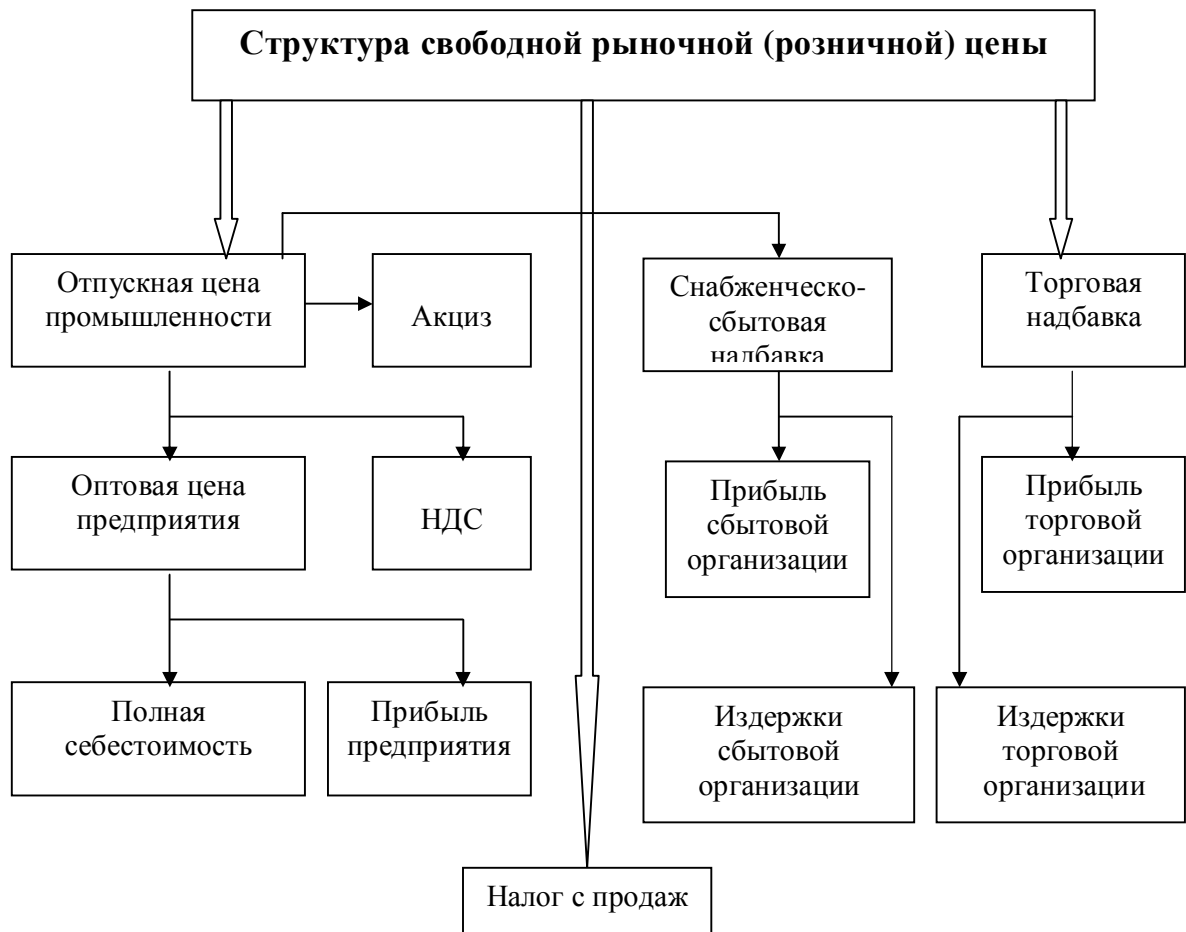 Структура свободной рыночной (розничной) цены
Отпускная цена
промышленности
Акциз
Снабженческо-
сбытовая
надбавка
Торговая
надбавка
Оптовая цена
предприятия
НДС
Прибыль
сбытовой
организации
Прибыль
торговой
организации
Полная
себестоимость
Прибыль
предприятия
Издержки
сбытовой
организации
Издержки
торговой
организации
Налог с продаж